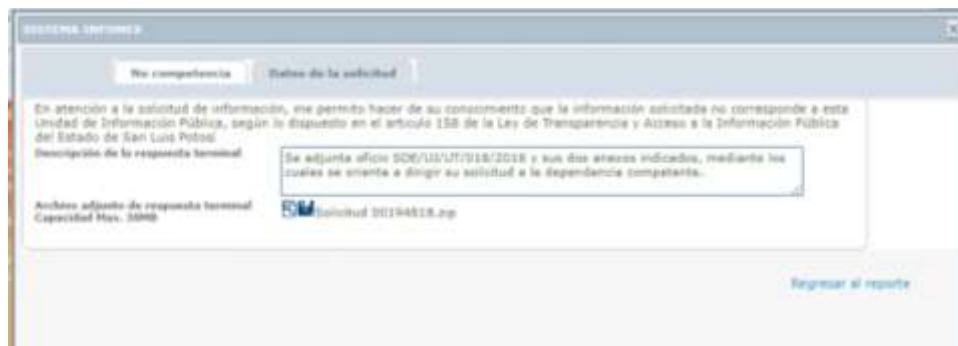 SISTEMA INFOMEX
No competencia
Datos de la solicitud
En atención a la solicitud de información, me permito hacer de su conocimiento que la información solicitada no corresponde a esta
Unidad de Información Pública, según lo dispuesto en el artículo 158 de la Ley de Transparencia y Acceso a la Información Pública
del Estado de San Luis Potosí
Descripción de la respuesta terminal
Se adjunta oficio SDE/UJ/UT/018/2018 y sus dos anexos indicados, mediante los
cuales se orienta a dirigir su solicitud a la dependencia competente.
Archivo adjunto de respuesta terminal
Capacidad Max. 30MB
Solicitud 00194818.zip
Regresar al reporte